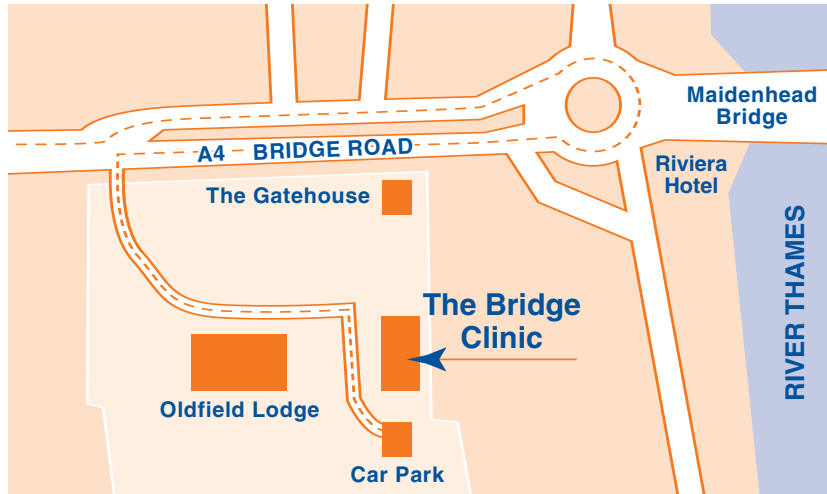 Maidenhead
Bridge
A4 BRIDGE ROAD
Riviera
Hotel
The Gatehouse
RIVER THAMES
The Bridge
Clinic
Oldfield Lodge
Car Park